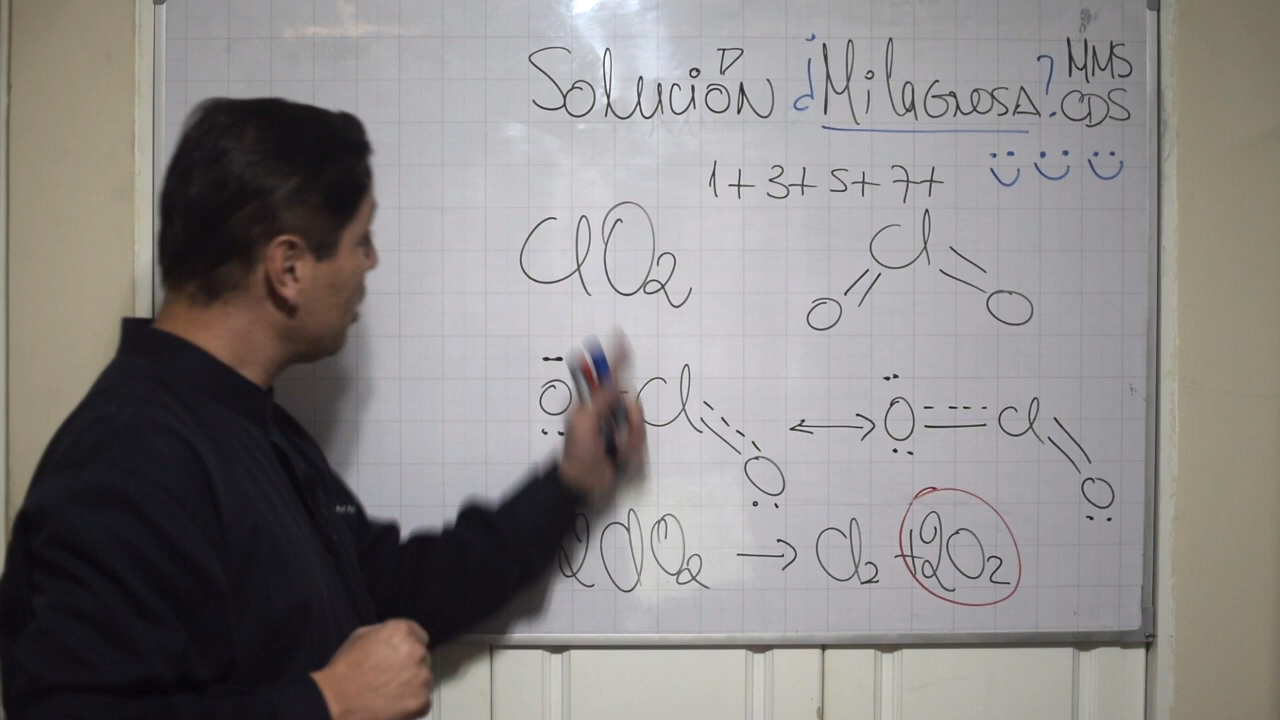 Solución ¿Milagrosa? MMS
CDS
1+ 3+ 5+ 7+
ClO2
Cl
O O
O Cl O ⟷ O Cl O
2ClO2 → Cl2 + 2O2